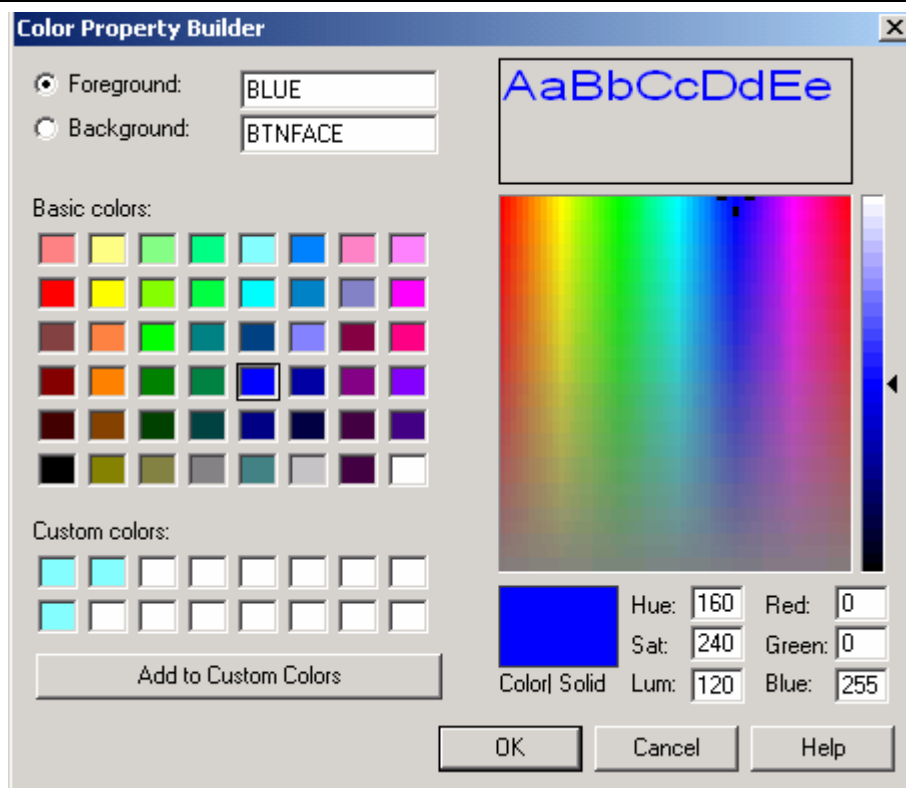 Color Property Builder
Foreground: BLUE
Background: BTNFACE
AaBbCcDdEe
Basic colors:
Custom colors:
Add to Custom Colors
Hue: 160 Red: 0
Sat: 240 Green: 0
Color| Solid Lum: 120 Blue: 255
OK Cancel Help